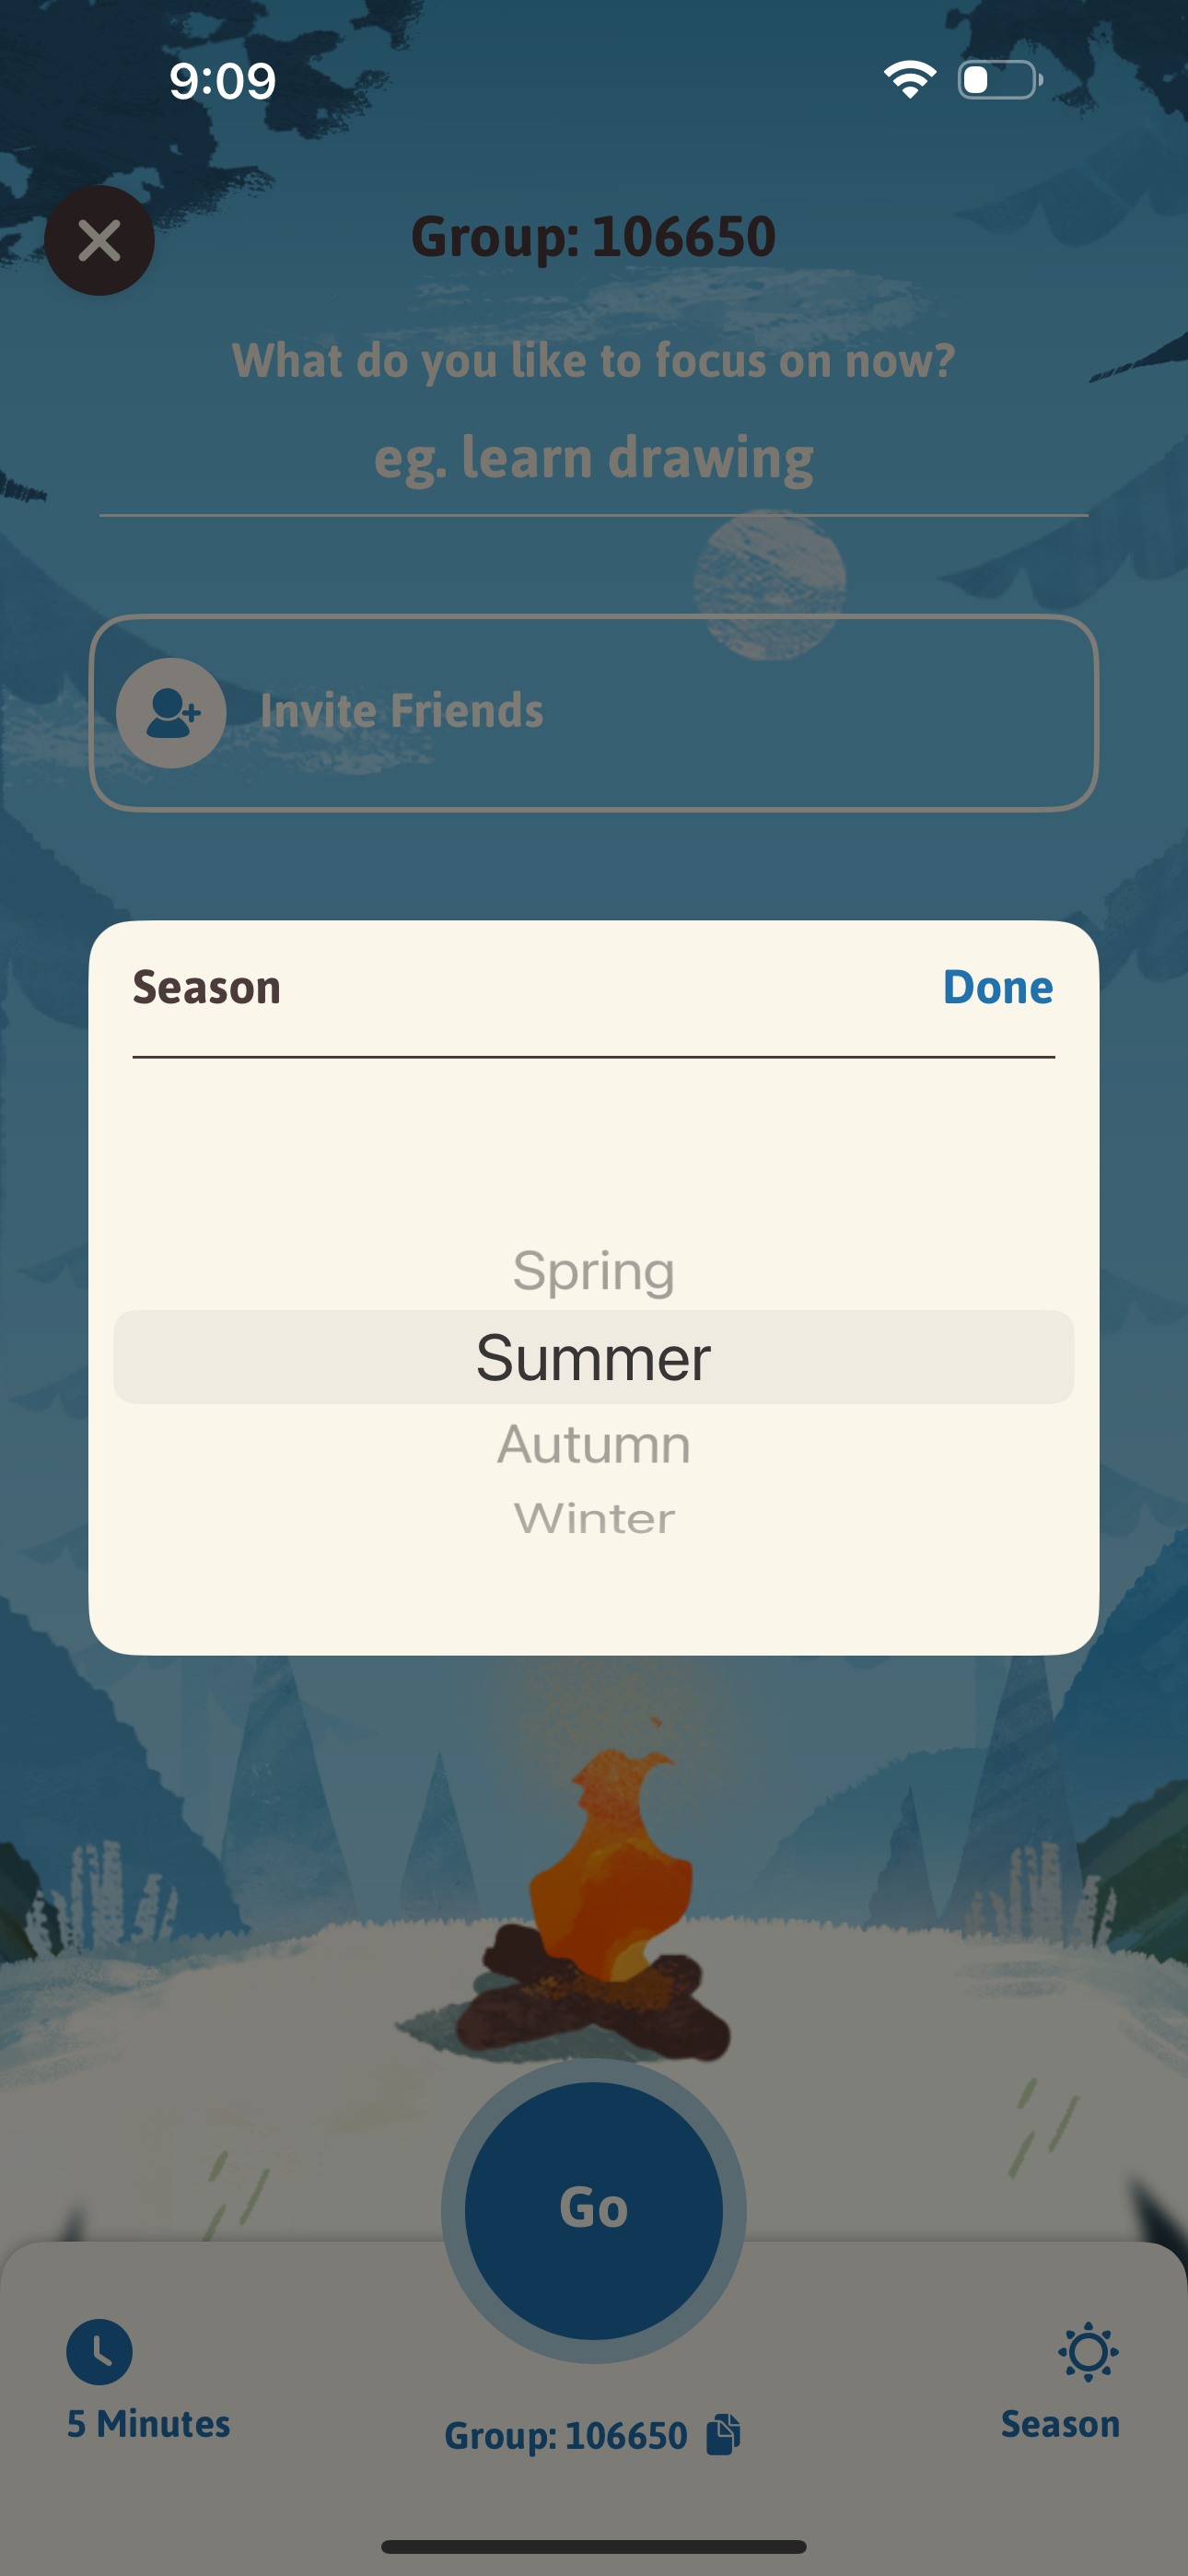 9:09
Group: 106650
What do you like to focus on now?
eg. learn drawing
Invite Friends
Season
Done
Spring
Summer
Autumn
Winter
Go
5 Minutes
Group: 106650
Season